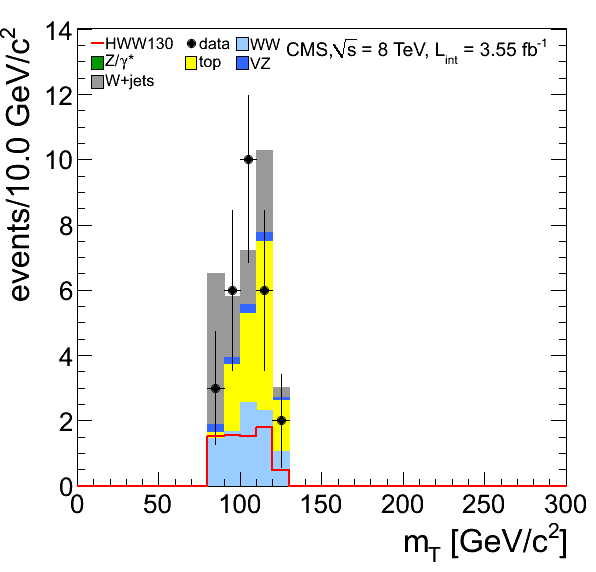 14
12
10
8
6
4
2
0
events/10.0 GeV/c²
HWW130
data
WW
Z/γ*
top
VZ
W+jets
CMS,√s = 8 TeV, L_int = 3.55 fb⁻¹
0 50 100 150 200 250 300
m_T [GeV/c²]